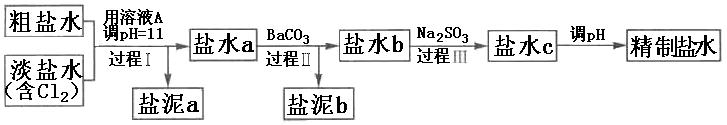 粗盐水
淡盐水
(含Cl₂)
用溶液A
调pH=11
过程Ⅰ
盐泥a
盐水a
BaCO₃
过程Ⅱ
盐泥b
盐水b
Na₂SO₃
过程Ⅲ
盐水c
调pH
精制盐水